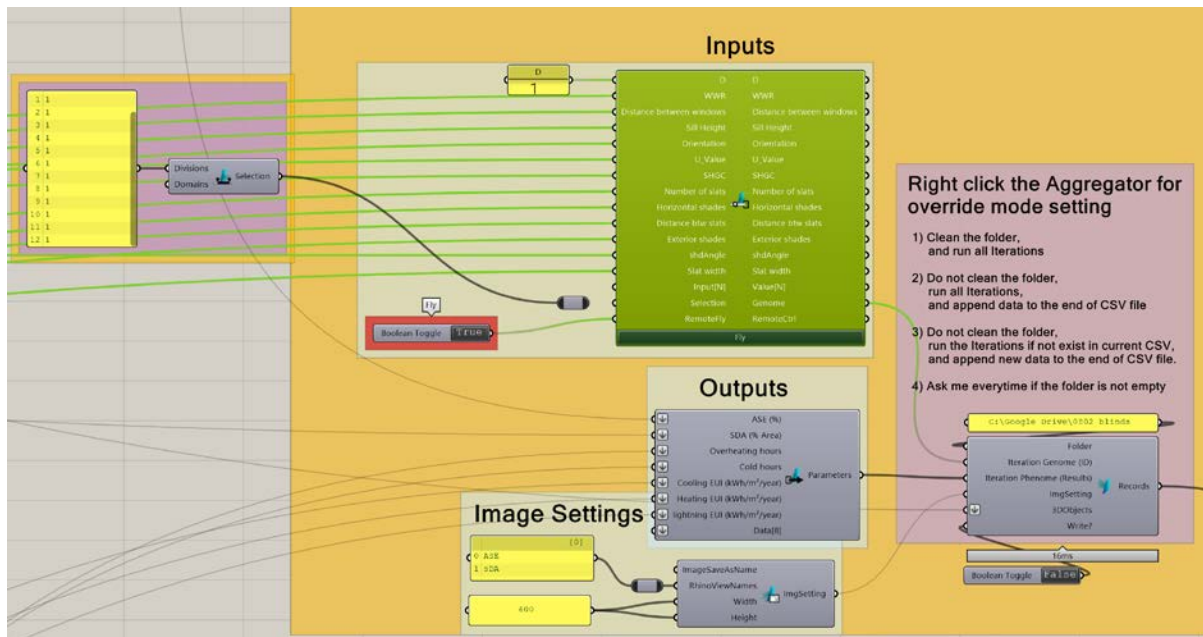 Inputs
D
1
1 1
2 1
3 1
4 1
5 1
6 1
7 1
8 1
9 1
10 1
11 1
12 1
Divisions
Domains
Selection
D D
WWR WWR
Distance between windows Distance between windows
Sill Height Sill Height
Orientation Orientation
U_Value U_Value
SHGC SHGC
Number of slats Number of slats
Horizontal shades Horizontal shades
Distance btw slats Distance btw slats
Exterior shades Exterior shades
shdAngle shdAngle
Slat width Slat width
Input[N] Value[N]
Selection Genome
RemoteFly RemoteCtrl
Fly
Fly
Boolean Toggle True
Right click the Aggregator for
override mode setting
1) Clean the folder,
and run all Iterations
2) Do not clean the folder,
run all Iterations,
and append data to the end of CSV file
3) Do not clean the folder,
run the Iterations if not exist in current CSV,
and append new data to the end of CSV file.
4) Ask me everytime if the folder is not empty
Outputs
ASE (%)
SDA (% Area)
Overheating hours
Cold hours
Cooling EUI (kWh/m²/year)
Heating EUI (kWh/m²/year)
lightning EUI (kWh/m²/year)
Data[8]
Parameters
C:\Google Drive\0202 blinds
Folder
Iteration Genome (ID)
Iteration Phenome (Results)
ImgSetting
3DObjects
Write?
Records
16ms
Boolean Toggle False
Image Settings
[0]
0 ASE
1 sDA
600
ImageSaveAsName
RhinoViewNames
Width
Height
ImgSetting